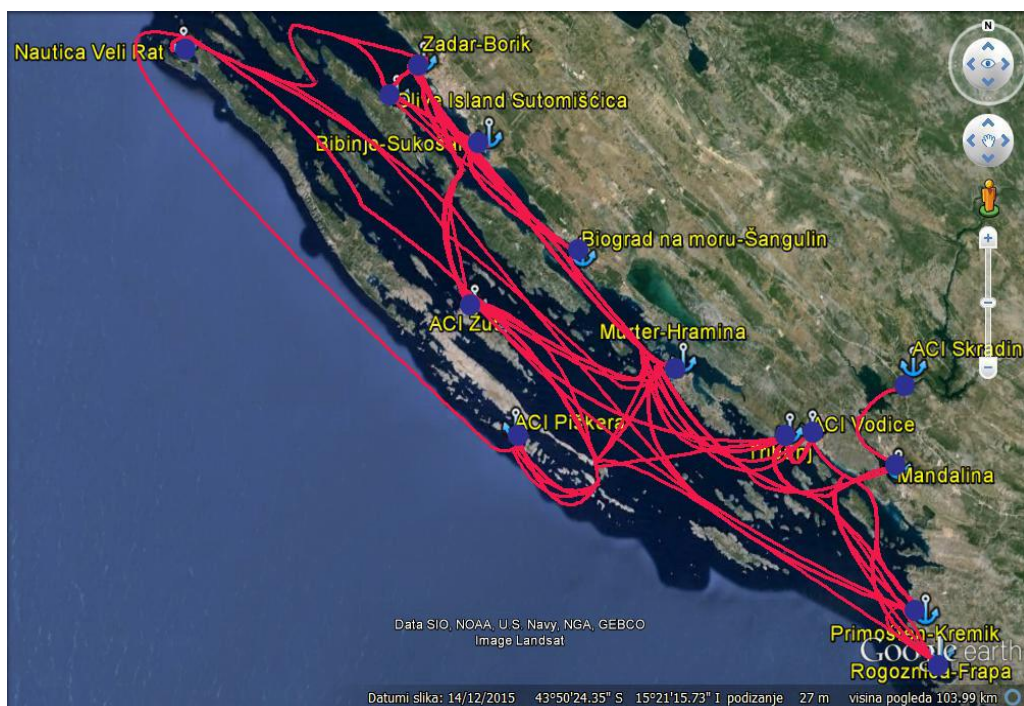 N
Nautica Veli Rat
Zadar-Borik
Olive Island Sutomišćica
Bibinje-Sukošan
Biograd na moru-Šangulin
ACI Žut
Murter-Hramina
ACI Skradin
ACI Piškera
ACI Vodice
Tribunj
Mandalina
Data SIO, NOAA, U.S. Navy, NGA, GEBCO
Image Landsat
Primošten-Kremik
Google earth
Rogoznica-Frapa
Datumi slika: 14/12/2015 43°50'24.35" S 15°21'15.73" I podizanje 27 m visina pogleda 103.99 km